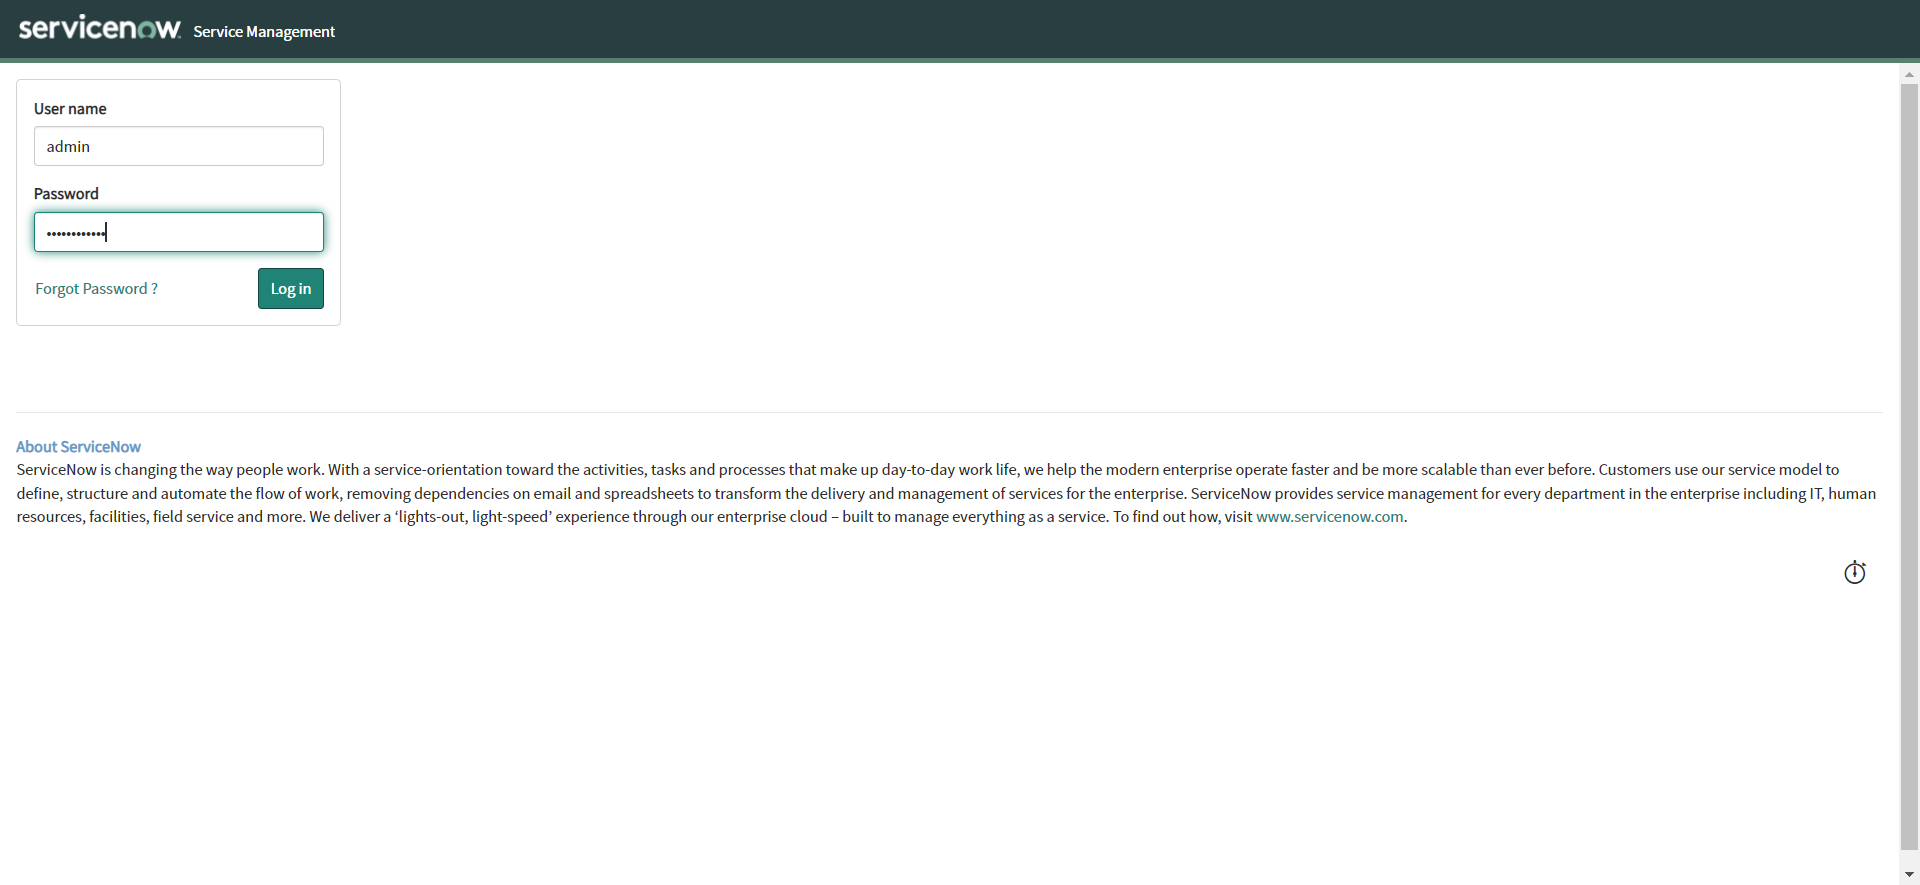 servicenow. Service Management
User name
admin
Password
••••••••••••
Forgot Password ?
Log in
About ServiceNow
ServiceNow is changing the way people work. With a service-orientation toward the activities, tasks and processes that make up day-to-day work life, we help the modern enterprise operate faster and be more scalable than ever before. Customers use our service model to
define, structure and automate the flow of work, removing dependencies on email and spreadsheets to transform the delivery and management of services for the enterprise. ServiceNow provides service management for every department in the enterprise including IT, human
resources, facilities, field service and more. We deliver a ‘lights-out, light-speed’ experience through our enterprise cloud – built to manage everything as a service. To find out how, visit www.servicenow.com.